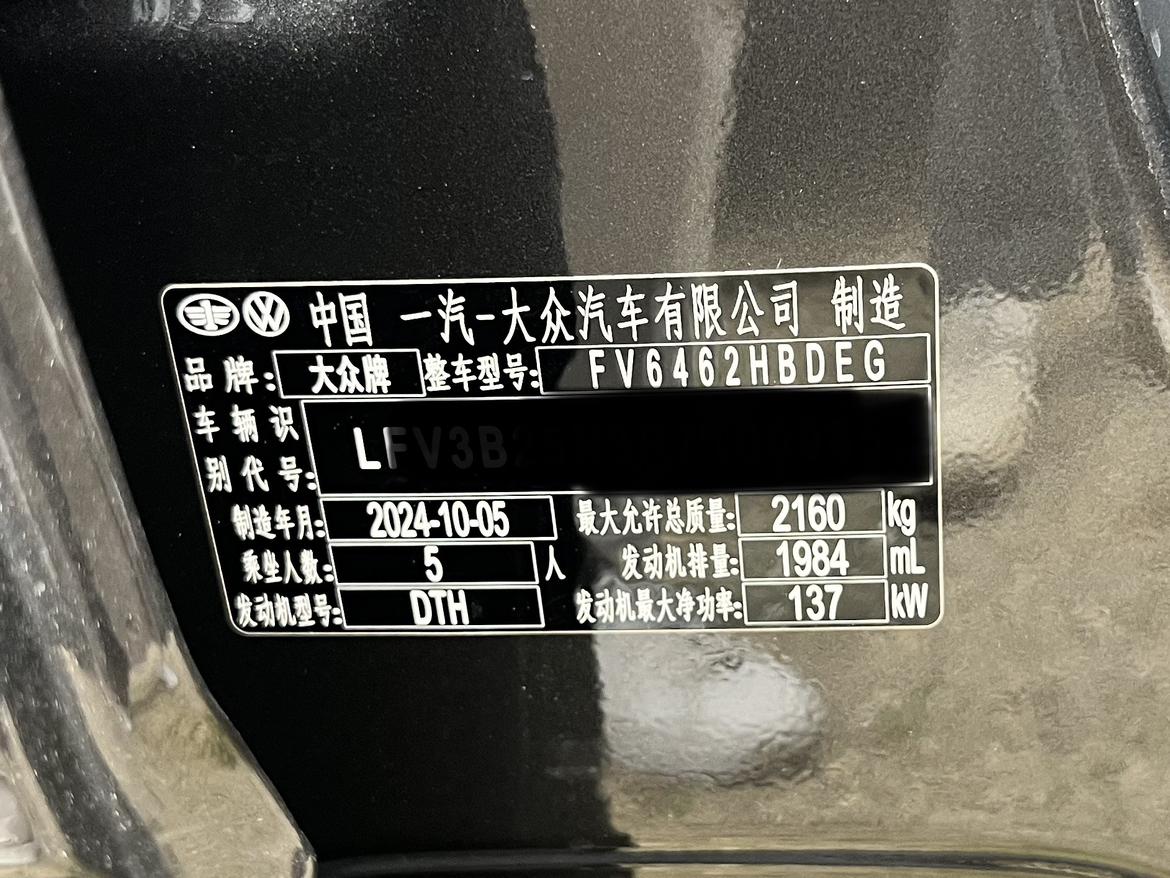 中国 一汽-大众汽车有限公司 制造
品牌: 大众牌 整车型号: FV6462HBDEG
车辆识
别代号: LFV3B2
制造年月: 2024-10-05 最大允许总质量: 2160 kg
乘坐人数: 5 人 发动机排量: 1984 mL
发动机型号: DTH 发动机最大净功率: 137 kW